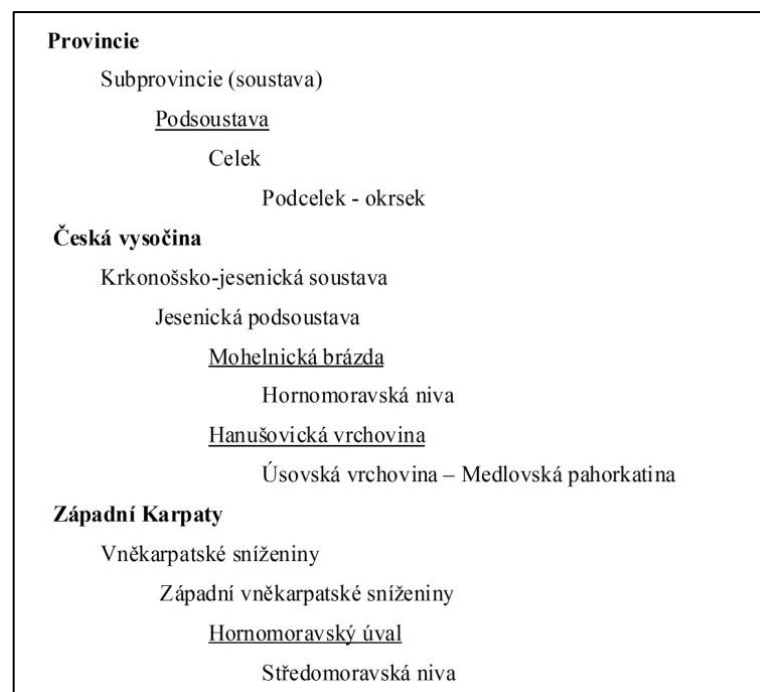 Provincie
Subprovincie (soustava)
Podsoustava
Celek
Podcelek - okrsek
Česká vysočina
Krkonošsko-jesenická soustava
Jesenická podsoustava
Mohelnická brázda
Hornomoravská niva
Hanušovická vrchovina
Úsovská vrchovina – Medlovská pahorkatina
Západní Karpaty
Vněkarpatské sníženiny
Západní vněkarpatské sníženiny
Hornomoravský úval
Středomoravská niva